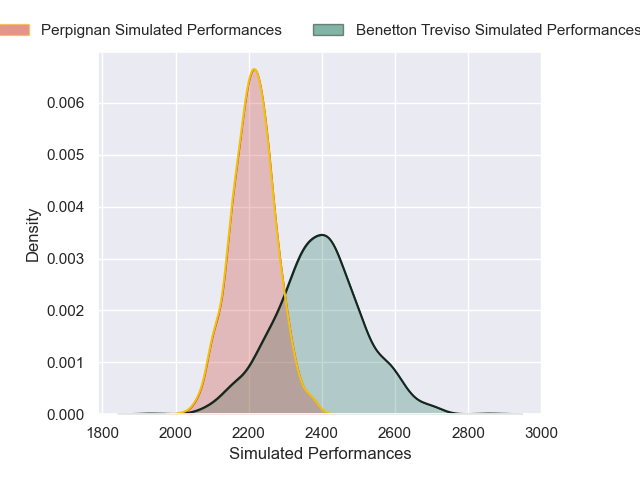 Perpignan Simulated Performances
Benetton Treviso Simulated Performances
0.006
0.005
0.004
0.003
0.002
0.001
0.000
Density
1800 2000 2200 2400 2600 2800 3000
Simulated Performances